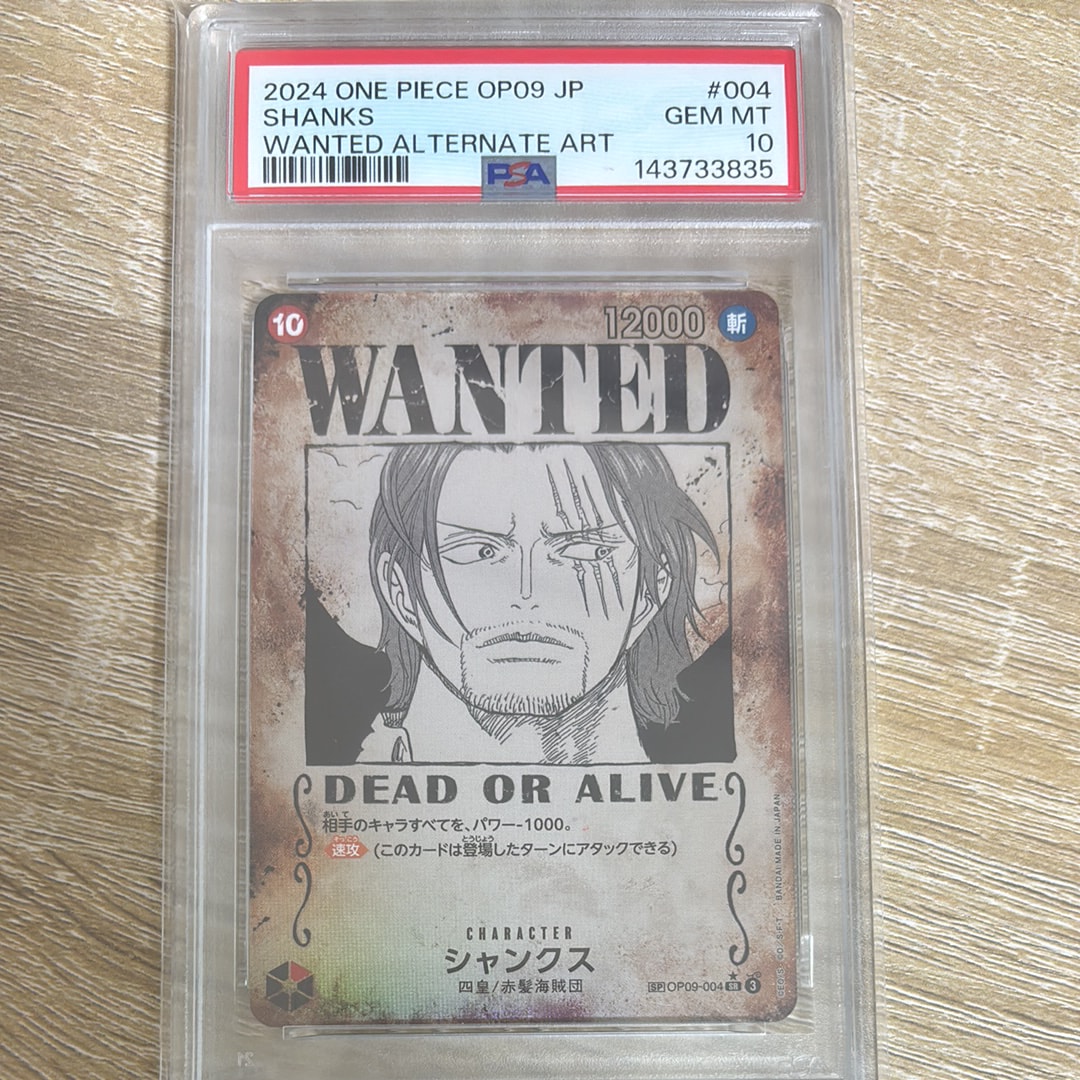 2024 ONE PIECE OP09 JP #004
SHANKS GEM MT
WANTED ALTERNATE ART 10
PSA 143733835
10 12000 斬
WANTED
DEAD OR ALIVE
相手のキャラすべてを、パワー-1000。
速攻 (このカードは登場したターンにアタックできる)
CHARACTER
シャンクス
四皇/赤髪海賊団
SP OP09-004 SR 3
BANDAI MADE IN JAPAN